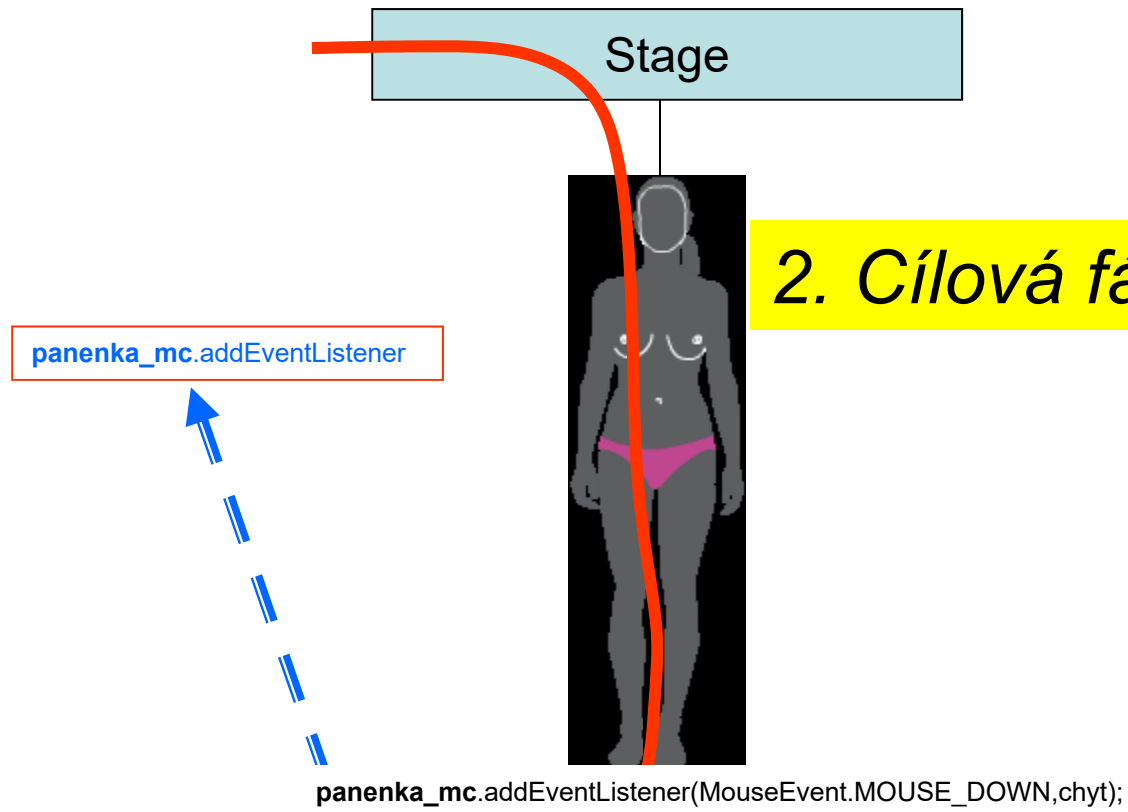 Stage
2. Cílová fá
panenka_mc.addEventListener
panenka_mc.addEventListener(MouseEvent.MOUSE_DOWN,chyt);